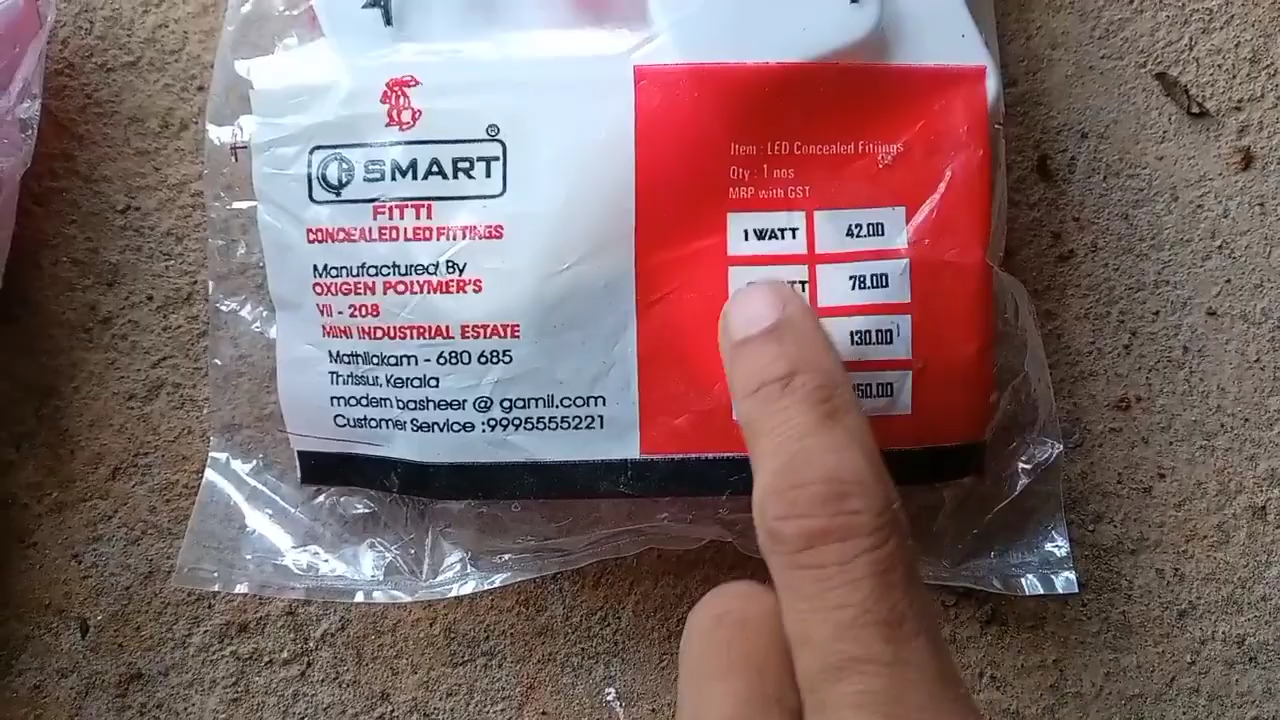 SMART
®
FITTI
CONCEALED LED FITTINGS
Manufactured By
OXIGEN POLYMER'S
VII - 208
MINI INDUSTRIAL ESTATE
Mathilakam - 680 685
Thrissur, Kerala
modern basheer @ gamil.com
Customer Service :9995555221
Item : LED Concealed Fitiings
Qty : 1 nos
MRP with GST
1 WATT 42.00
78.00
130.00